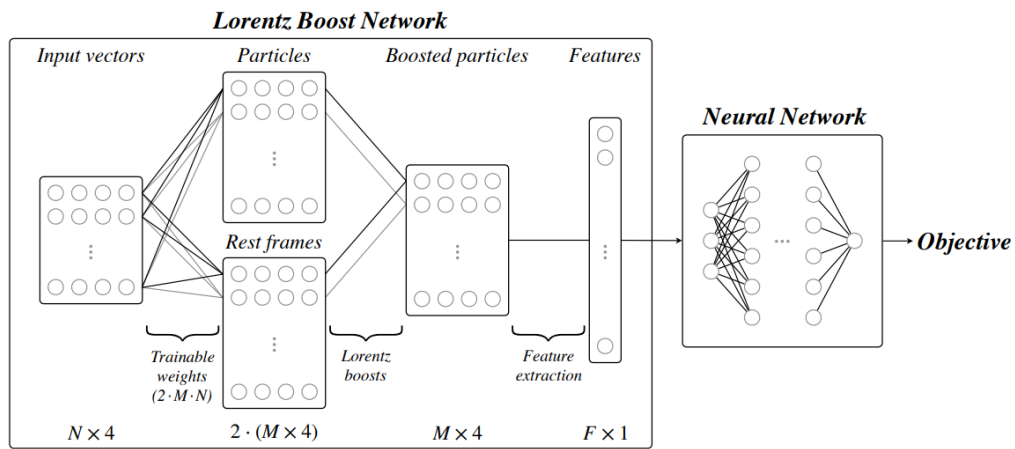 Lorentz Boost Network
Input vectors
Particles
Boosted particles
Features
Rest frames
Trainable
weights
(2·M·N)
Lorentz
boosts
Feature
extraction
N × 4
2 · (M × 4)
M × 4
F × 1
Neural Network
Objective